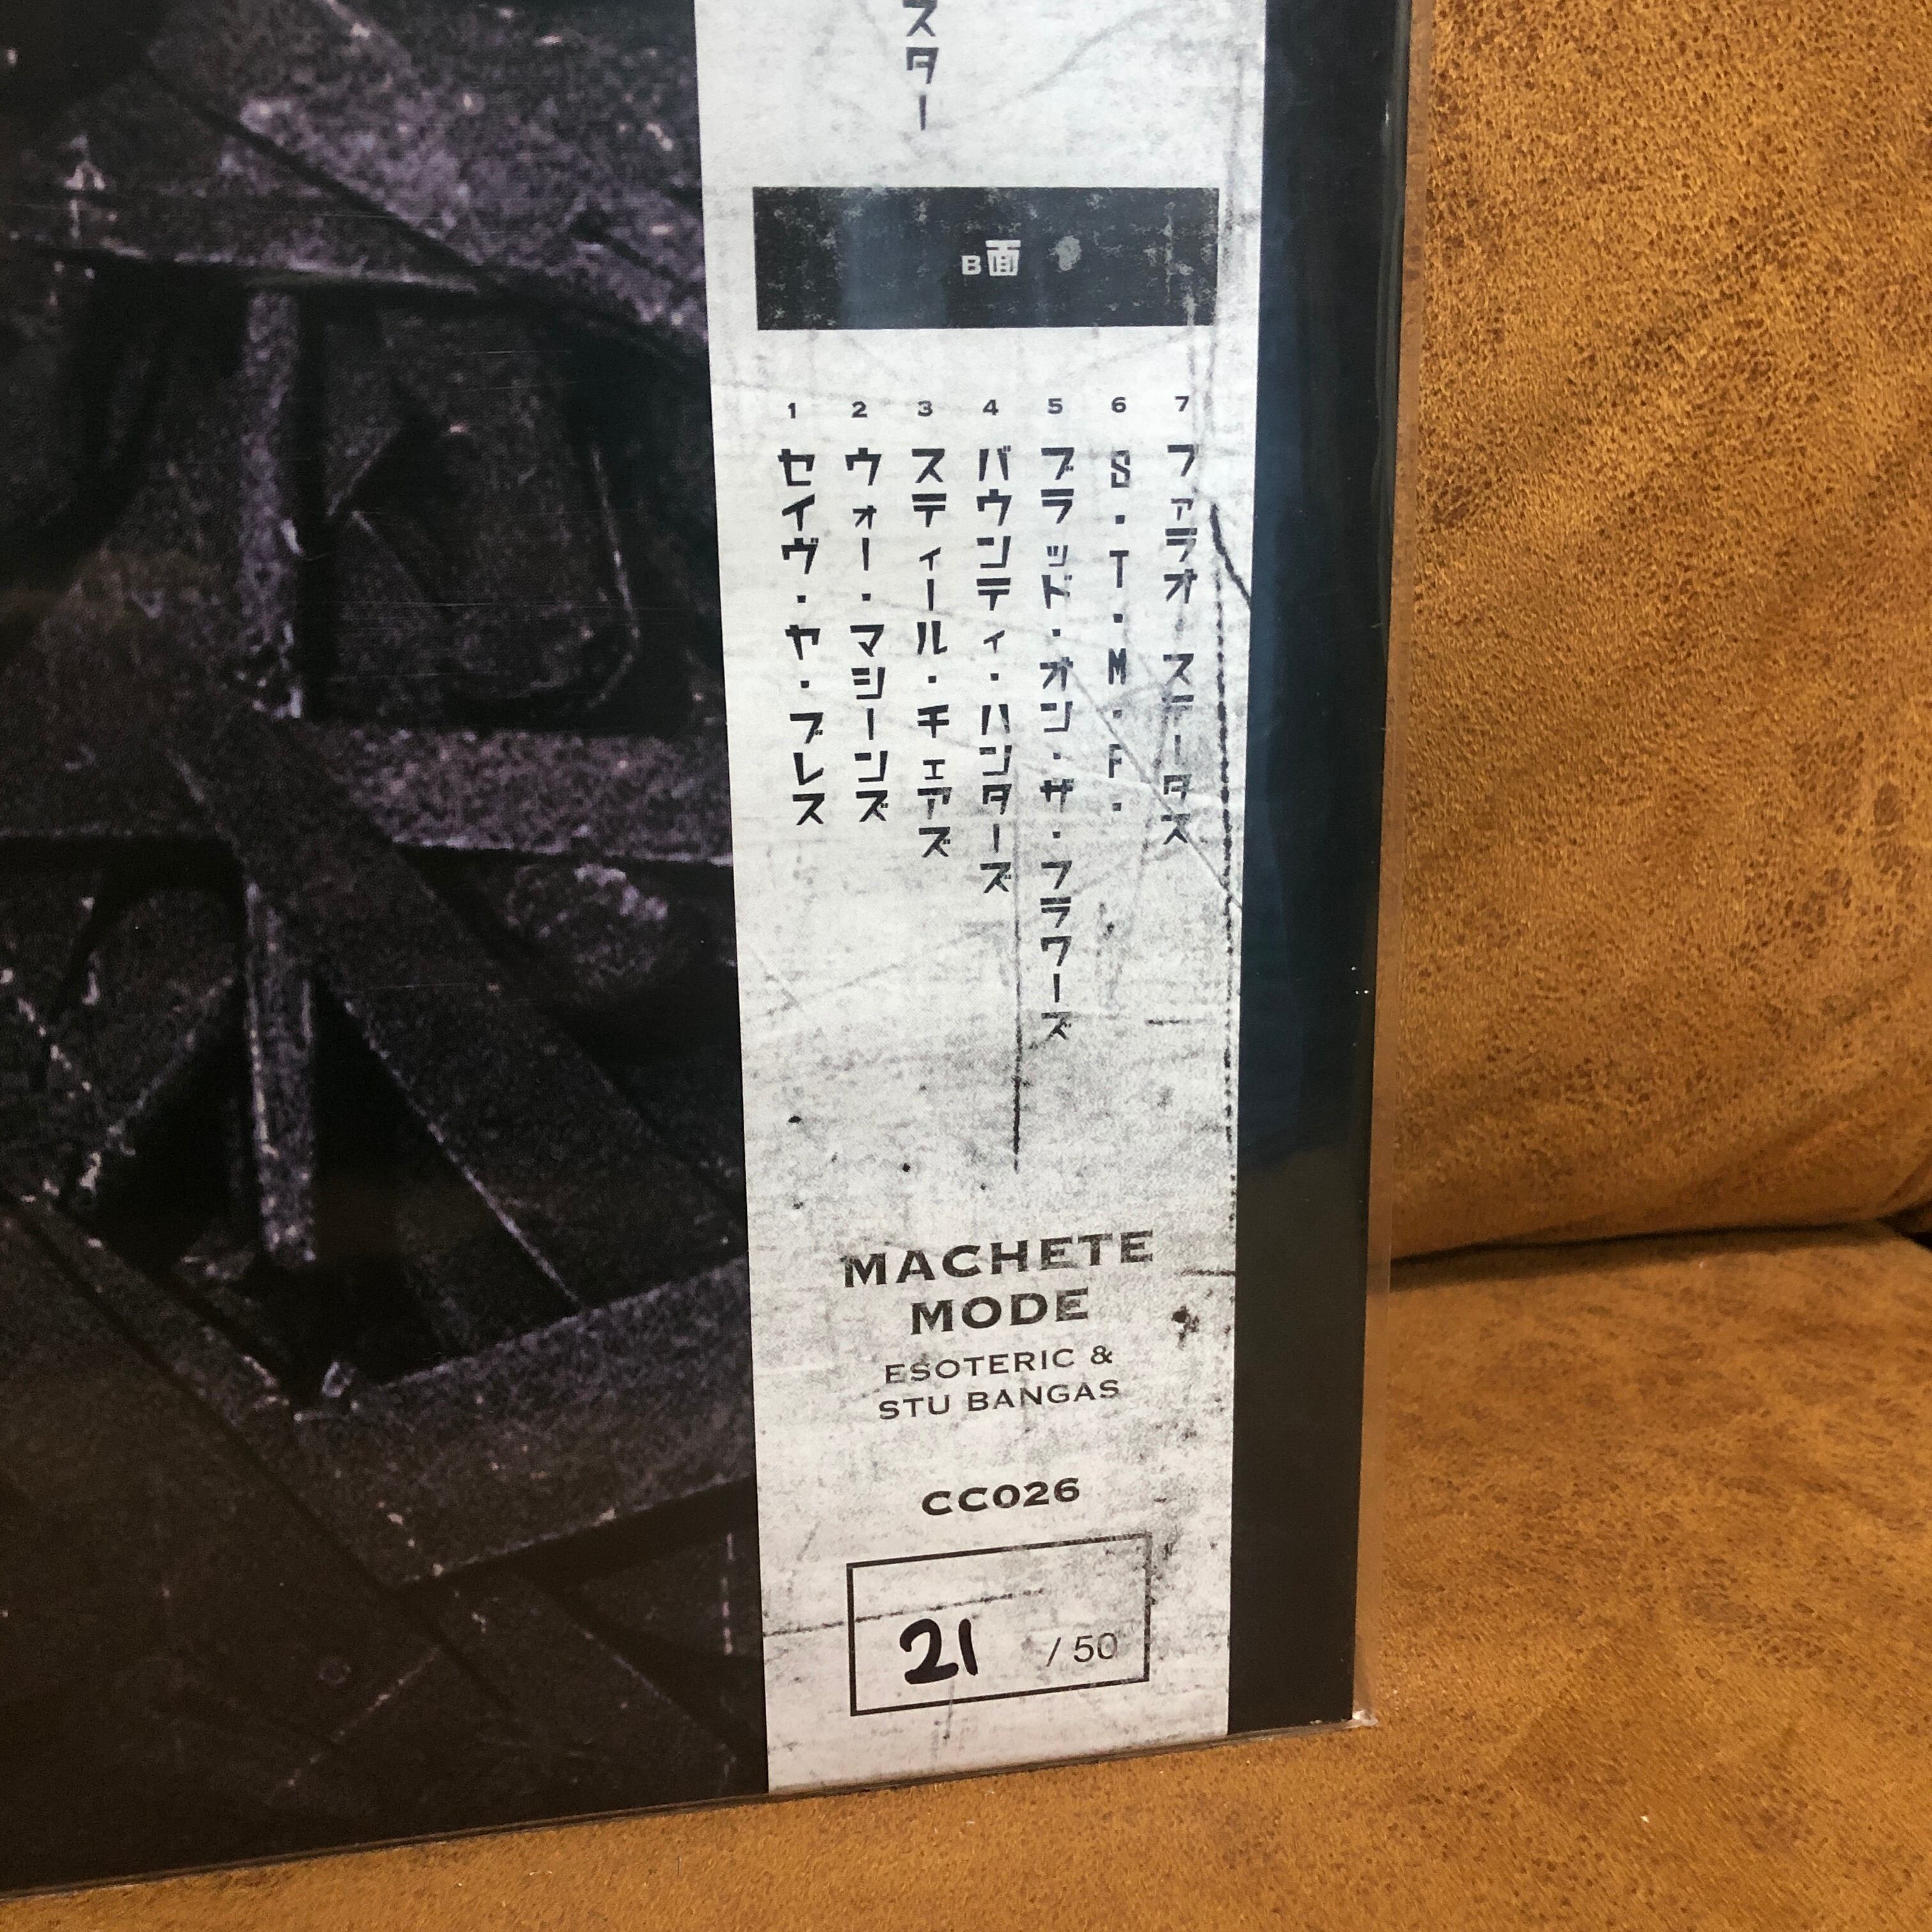 スター
B面
1 セイヴ・ヤ・ブレス
2 ウォー・マシーンズ
3 スティール・チェアズ
4 バウンティ・ハンターズ
5 ブラッド・オン・ザ・フラワーズ
6 S・T・M・F・
7 ファラオ ステータス
MACHETE
MODE
ESOTERIC &
STU BANGAS
CC026
21 / 50